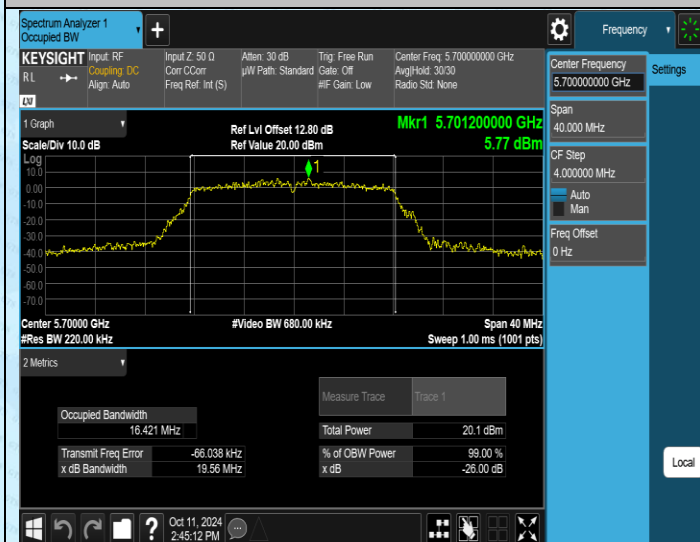 Spectrum Analyzer 1
Occupied BW
+
Frequency
KEYSIGHT
RL
LXI
Input: RF
Coupling: DC
Align: Auto
Input Z: 50 Ω
Corr CCorr
Freq Ref: Int (S)
Atten: 30 dB
µW Path: Standard
Trig: Free Run
Gate: Off
#IF Gain: Low
Center Freq: 5.700000000 GHz
Avg|Hold: 30/30
Radio Std: None
Center Frequency
5.700000000 GHz
Settings
Span
40.000 MHz
CF Step
4.000000 MHz
Auto
Man
Freq Offset
0 Hz
Local
1 Graph
Scale/Div 10.0 dB
Ref Lvl Offset 12.80 dB
Ref Value 20.00 dBm
Mkr1 5.701200000 GHz
5.77 dBm
Log
10.0
0.00
-10.0
-20.0
-30.0
-40.0
-50.0
-60.0
-70.0
1
Center 5.70000 GHz
#Video BW 680.00 kHz
Span 40 MHz
#Res BW 220.00 kHz
Sweep 1.00 ms (1001 pts)
2 Metrics
Measure Trace
Trace 1
Occupied Bandwidth
16.421 MHz
Total Power
20.1 dBm
Transmit Freq Error
-66.038 kHz
% of OBW Power
99.00 %
x dB Bandwidth
19.56 MHz
x dB
-26.00 dB
?
Oct 11, 2024
2:45:12 PM